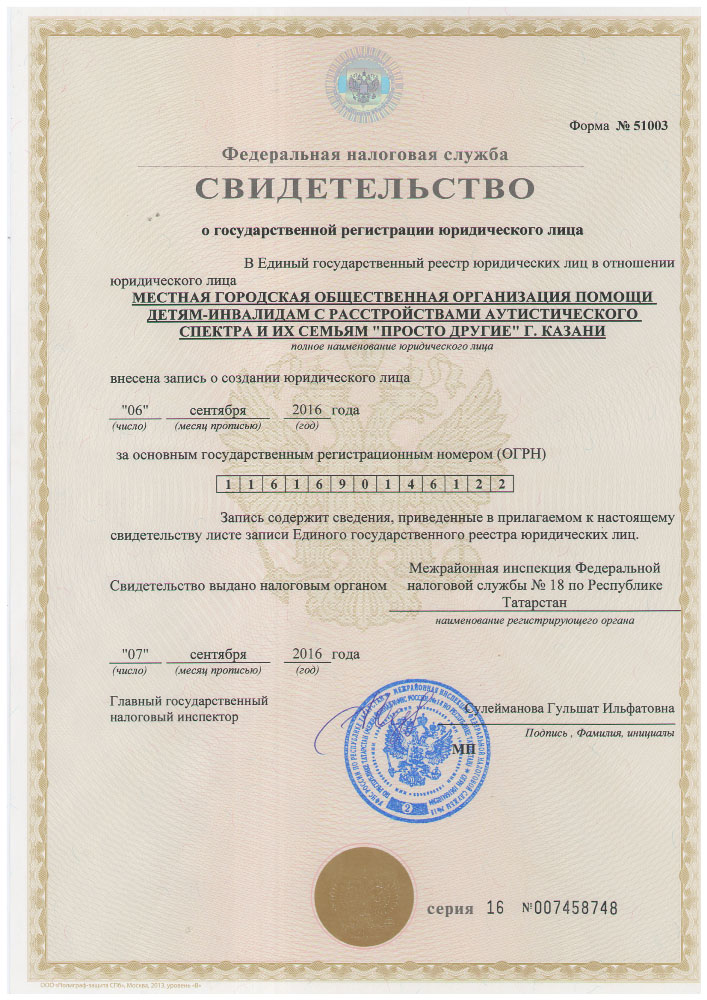 Форма № 51003
Федеральная налоговая служба
СВИДЕТЕЛЬСТВО
о государственной регистрации юридического лица
В Единый государственный реестр юридических лиц в отношении
юридического лица
МЕСТНАЯ ГОРОДСКАЯ ОБЩЕСТВЕННАЯ ОРГАНИЗАЦИЯ ПОМОЩИ
ДЕТЯМ-ИНВАЛИДАМ С РАССТРОЙСТВАМИ АУТИСТИЧЕСКОГО
СПЕКТРА И ИХ СЕМЬЯМ "ПРОСТО ДРУГИЕ" Г. КАЗАНИ
полное наименование юридического лица
внесена запись о создании юридического лица
"06" сентября 2016 года
(число) (месяц прописью) (год)
за основным государственным регистрационным номером (ОГРН)
1 1 6 1 6 9 0 1 4 6 1 2 2
Запись содержит сведения, приведенные в прилагаемом к настоящему
свидетельству листе записи Единого государственного реестра юридических лиц.
Межрайонная инспекция Федеральной
Свидетельство выдано налоговым органом налоговой службы № 18 по Республике
Татарстан
наименование регистрирующего органа
"07" сентября 2016 года
(число) (месяц прописью) (год)
Главный государственный
налоговый инспектор
Сулейманова Гульшат Ильфатовна
Подпись , Фамилия, инициалы
МП
серия 16 №007458748
ООО «Полиграф-защита СПб», Москва, 2013, уровень «В»